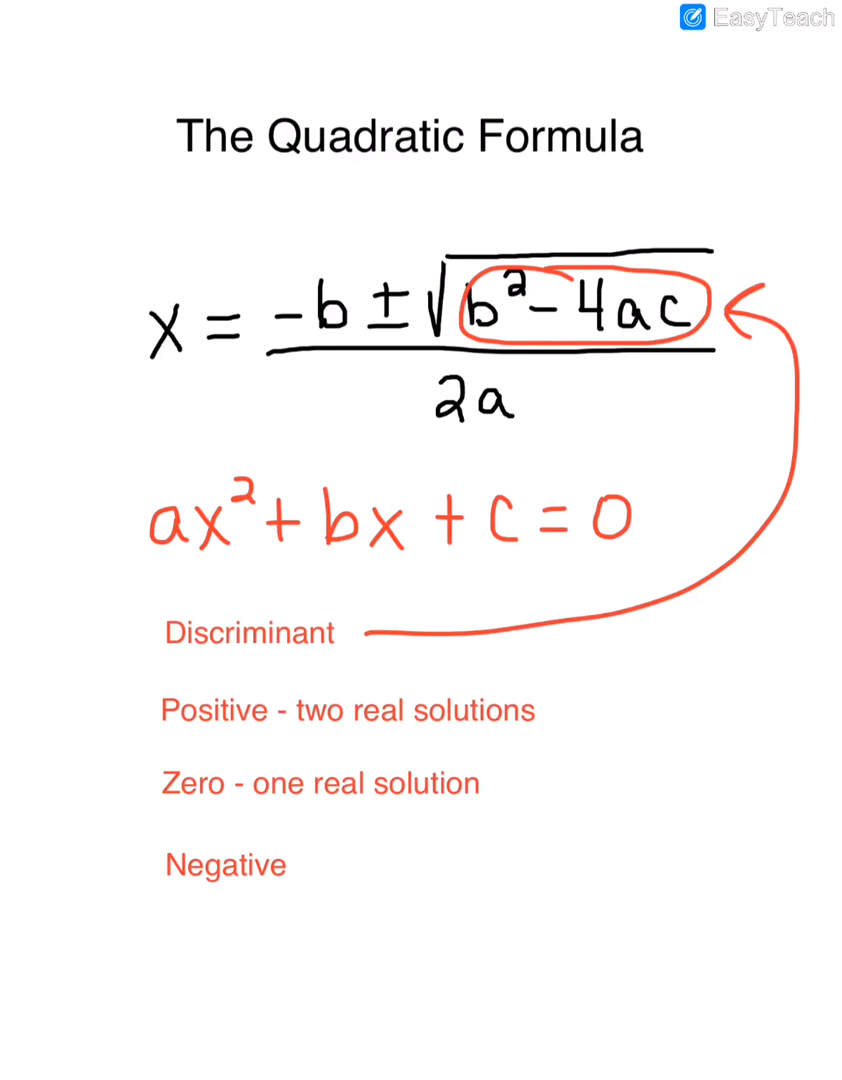 EasyTeach
The Quadratic Formula
x = -b ± √b² - 4ac
2a
ax² + bx + c = 0
Discriminant
Positive - two real solutions
Zero - one real solution
Negative